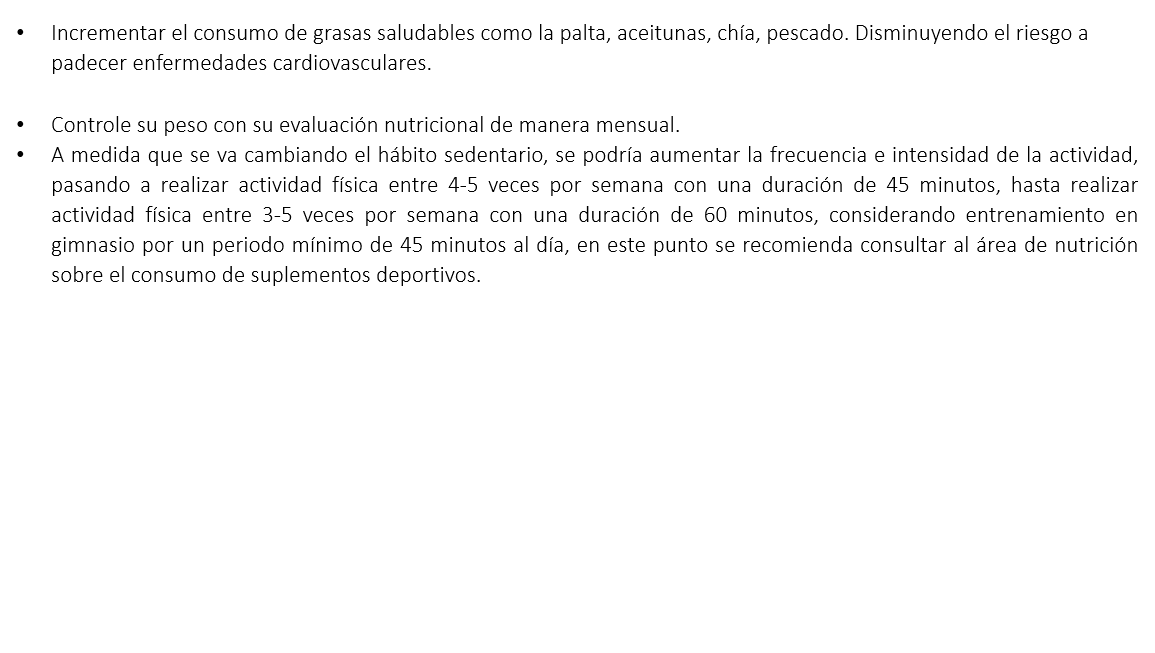 • Incrementar el consumo de grasas saludables como la palta, aceitunas, chía, pescado. Disminuyendo el riesgo a
padecer enfermedades cardiovasculares.
• Controle su peso con su evaluación nutricional de manera mensual.
• A medida que se va cambiando el hábito sedentario, se podría aumentar la frecuencia e intensidad de la actividad,
pasando a realizar actividad física entre 4-5 veces por semana con una duración de 45 minutos, hasta realizar
actividad física entre 3-5 veces por semana con una duración de 60 minutos, considerando entrenamiento en
gimnasio por un periodo mínimo de 45 minutos al día, en este punto se recomienda consultar al área de nutrición
sobre el consumo de suplementos deportivos.